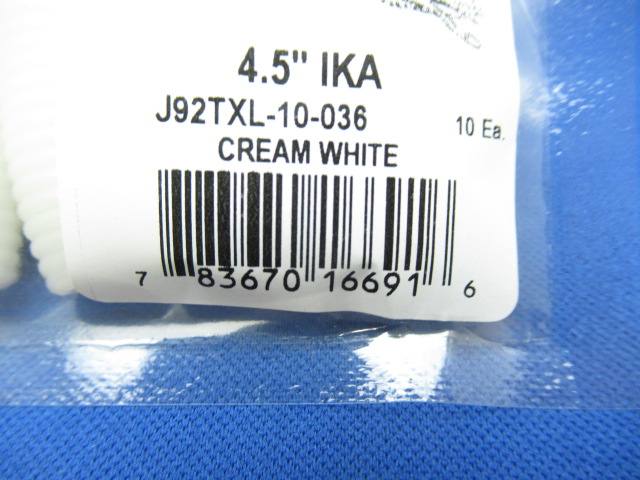 4.5" IKA
J92TXL-10-036
10 Ea.
CREAM WHITE
7 83670 16691 6